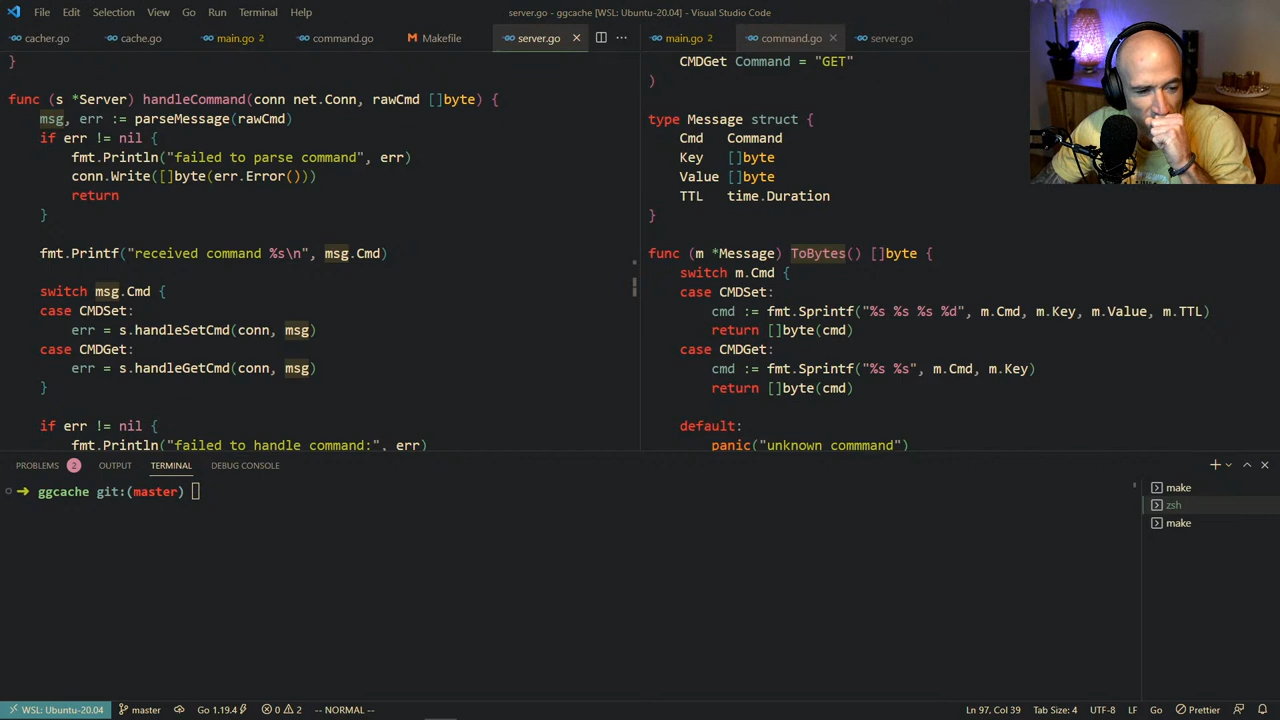 File Edit Selection View Go Run Terminal Help
server.go - ggcache [WSL: Ubuntu-20.04] - Visual Studio Code
cacher.go cache.go main.go 2 command.go Makefile server.go
}
func (s *Server) handleCommand(conn net.Conn, rawCmd []byte) {
msg, err := parseMessage(rawCmd)
if err != nil {
fmt.Println("failed to parse command", err)
conn.Write([]byte(err.Error()))
return
}
fmt.Printf("received command %s\n", msg.Cmd)
switch msg.Cmd {
case CMDSet:
err = s.handleSetCmd(conn, msg)
case CMDGet:
err = s.handleGetCmd(conn, msg)
}
if err != nil {
fmt.Println("failed to handle command:", err)
main.go 2 command.go server.go
CMDGet Command = "GET"
)
type Message struct {
Cmd Command
Key []byte
Value []byte
TTL time.Duration
}
func (m *Message) ToBytes() []byte {
switch m.Cmd {
case CMDSet:
cmd := fmt.Sprintf("%s %s %s %d", m.Cmd, m.Key, m.Value, m.TTL)
return []byte(cmd)
case CMDGet:
cmd := fmt.Sprintf("%s %s", m.Cmd, m.Key)
return []byte(cmd)
default:
panic("unknown commmand")
PROBLEMS 2 OUTPUT TERMINAL DEBUG CONSOLE
ggcache git:(master)
make
zsh
make
WSL: Ubuntu-20.04 master Go 1.19.4 0 2 -- NORMAL -- Ln 97, Col 39 Tab Size: 4 UTF-8 LF Go Prettier